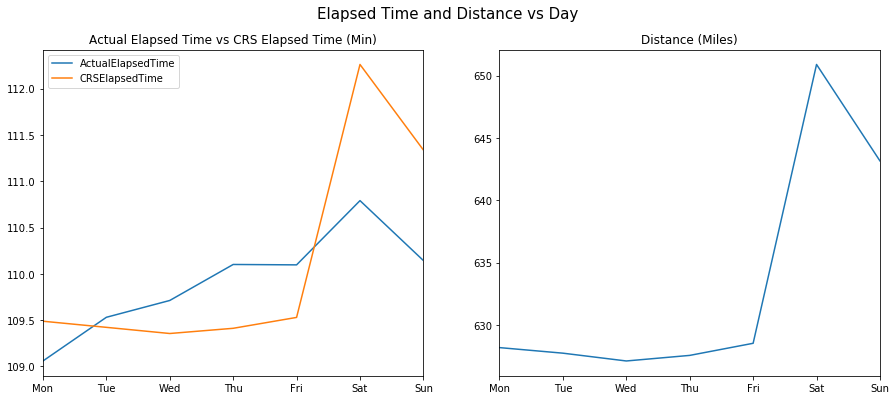 Elapsed Time and Distance vs Day
Actual Elapsed Time vs CRS Elapsed Time (Min)
ActualElapsedTime
CRSElapsedTime
112.0
111.5
111.0
110.5
110.0
109.5
109.0
Mon Tue Wed Thu Fri Sat Sun
Distance (Miles)
650
645
640
635
630
Mon Tue Wed Thu Fri Sat Sun